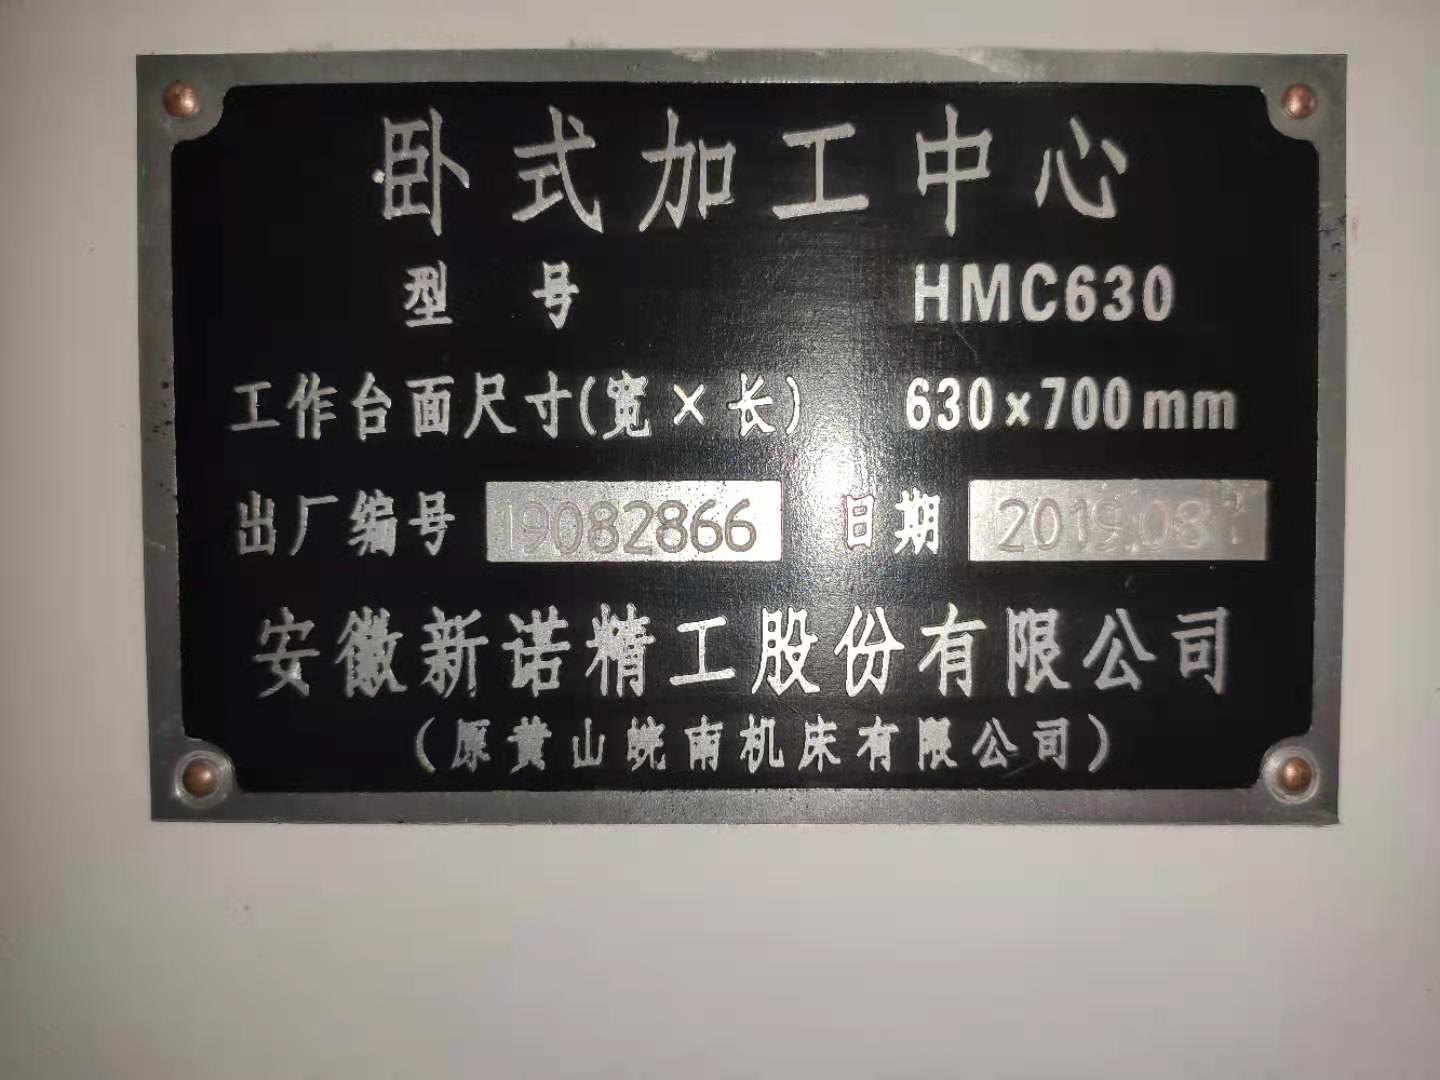 卧式加工中心
型号 HMC630
工作台面尺寸(宽×长) 630×700mm
出厂编号 19082866 日期 2019.08
安徽新诺精工股份有限公司
(原黄山皖南机床有限公司)